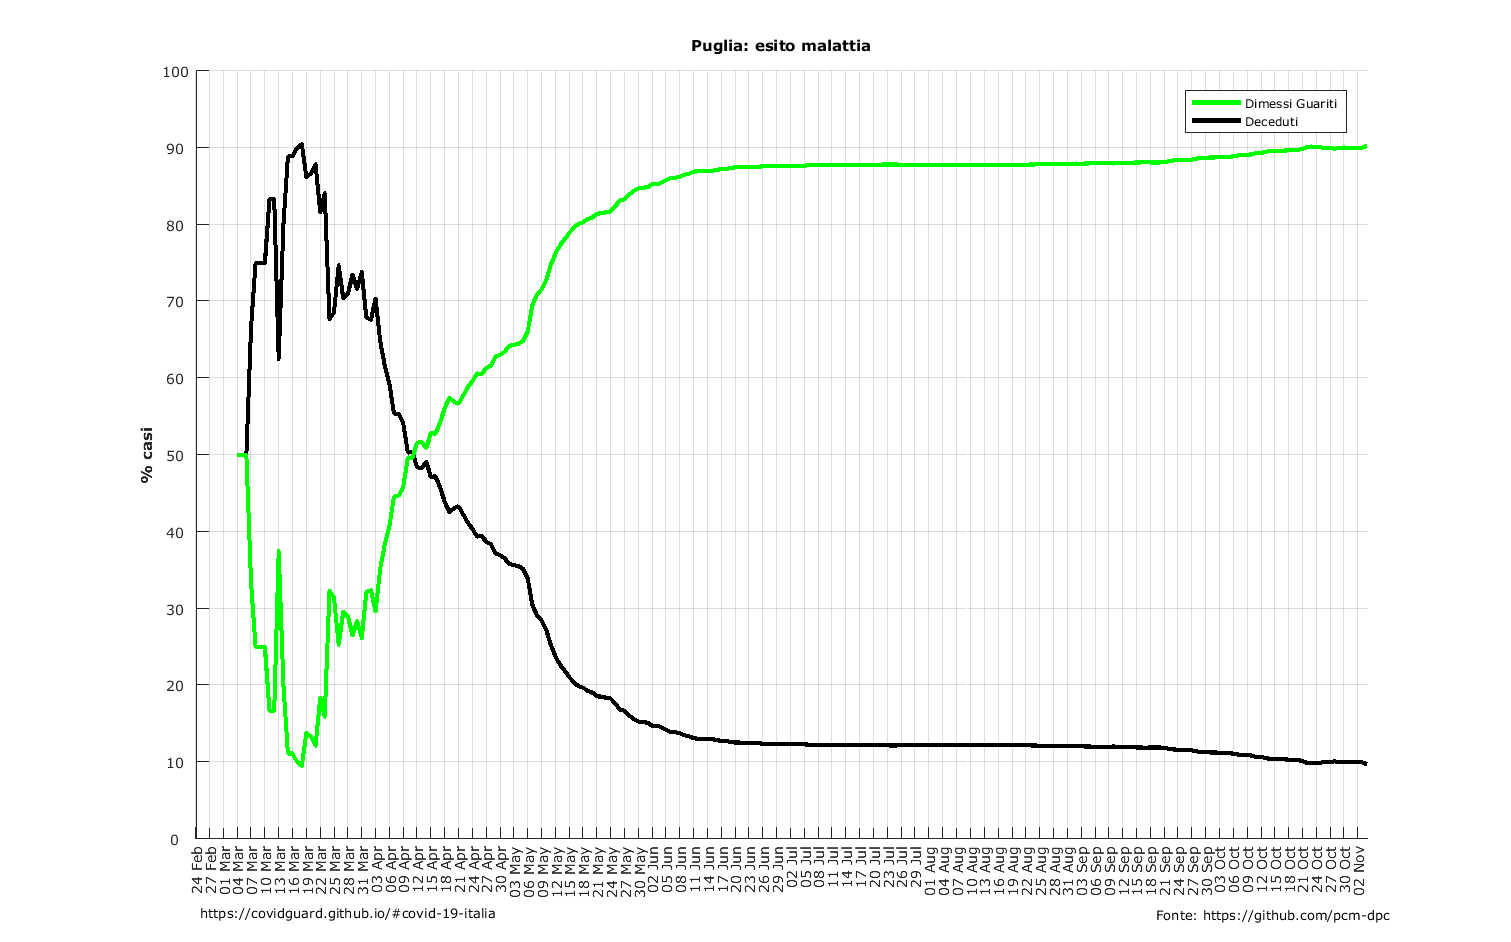 Puglia: esito malattia
100
90
80
70
60
50
40
30
20
10
0
% casi
Dimessi Guariti
Deceduti
24 Feb
27 Feb
01 Mar
04 Mar
07 Mar
10 Mar
13 Mar
16 Mar
19 Mar
22 Mar
25 Mar
28 Mar
31 Mar
03 Apr
06 Apr
09 Apr
12 Apr
15 Apr
18 Apr
21 Apr
24 Apr
27 Apr
30 Apr
03 May
06 May
09 May
12 May
15 May
18 May
21 May
24 May
27 May
30 May
02 Jun
05 Jun
08 Jun
11 Jun
14 Jun
17 Jun
20 Jun
23 Jun
26 Jun
29 Jun
02 Jul
05 Jul
08 Jul
11 Jul
14 Jul
17 Jul
20 Jul
23 Jul
26 Jul
29 Jul
01 Aug
04 Aug
07 Aug
10 Aug
13 Aug
16 Aug
19 Aug
22 Aug
25 Aug
28 Aug
31 Aug
03 Sep
06 Sep
09 Sep
12 Sep
15 Sep
18 Sep
21 Sep
24 Sep
27 Sep
30 Sep
03 Oct
06 Oct
09 Oct
12 Oct
15 Oct
18 Oct
21 Oct
24 Oct
27 Oct
30 Oct
02 Nov
https://covidguard.github.io/#covid-19-italia
Fonte: https://github.com/pcm-dpc